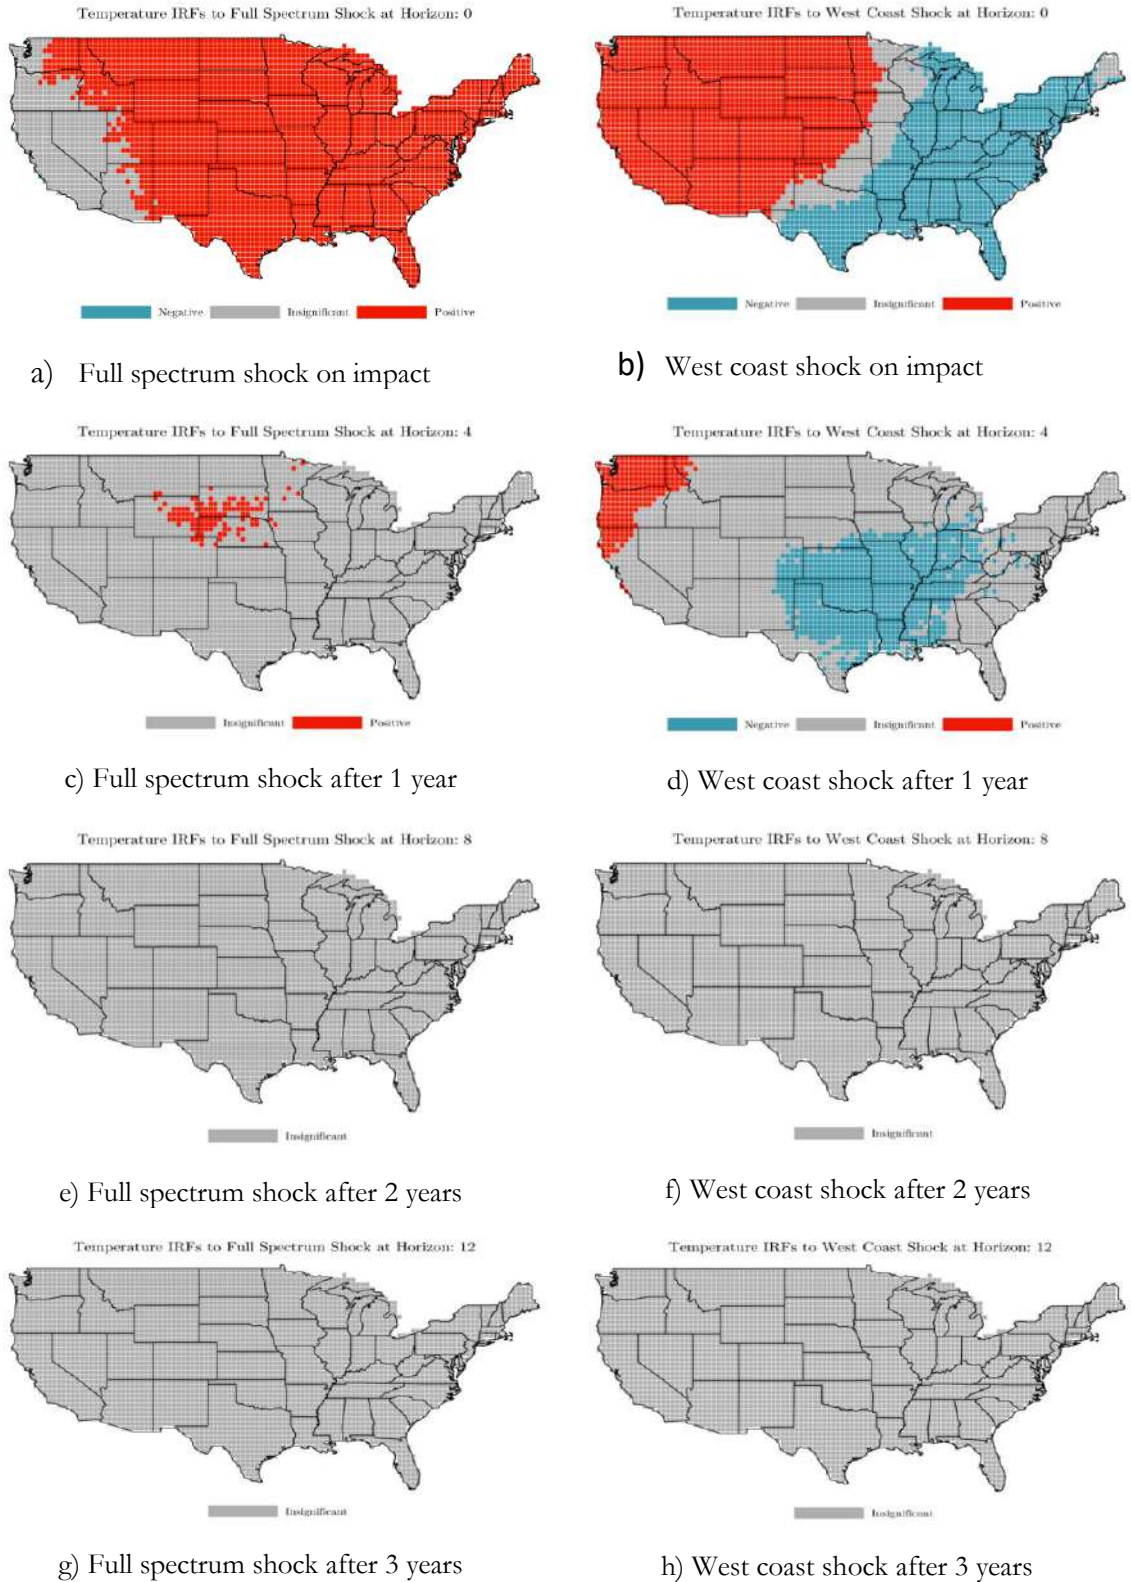 Temperature IRFs to Full Spectrum Shock at Horizon: 0
Negative Insignificant Positive
a) Full spectrum shock on impact
Temperature IRFs to West Coast Shock at Horizon: 0
Negative Insignificant Positive
b) West coast shock on impact
Temperature IRFs to Full Spectrum Shock at Horizon: 4
Insignificant Positive
c) Full spectrum shock after 1 year
Temperature IRFs to West Coast Shock at Horizon: 4
Negative Insignificant Positive
d) West coast shock after 1 year
Temperature IRFs to Full Spectrum Shock at Horizon: 8
Insignificant
e) Full spectrum shock after 2 years
Temperature IRFs to West Coast Shock at Horizon: 8
Insignificant
f) West coast shock after 2 years
Temperature IRFs to Full Spectrum Shock at Horizon: 12
Insignificant
g) Full spectrum shock after 3 years
Temperature IRFs to West Coast Shock at Horizon: 12
Insignificant
h) West coast shock after 3 years